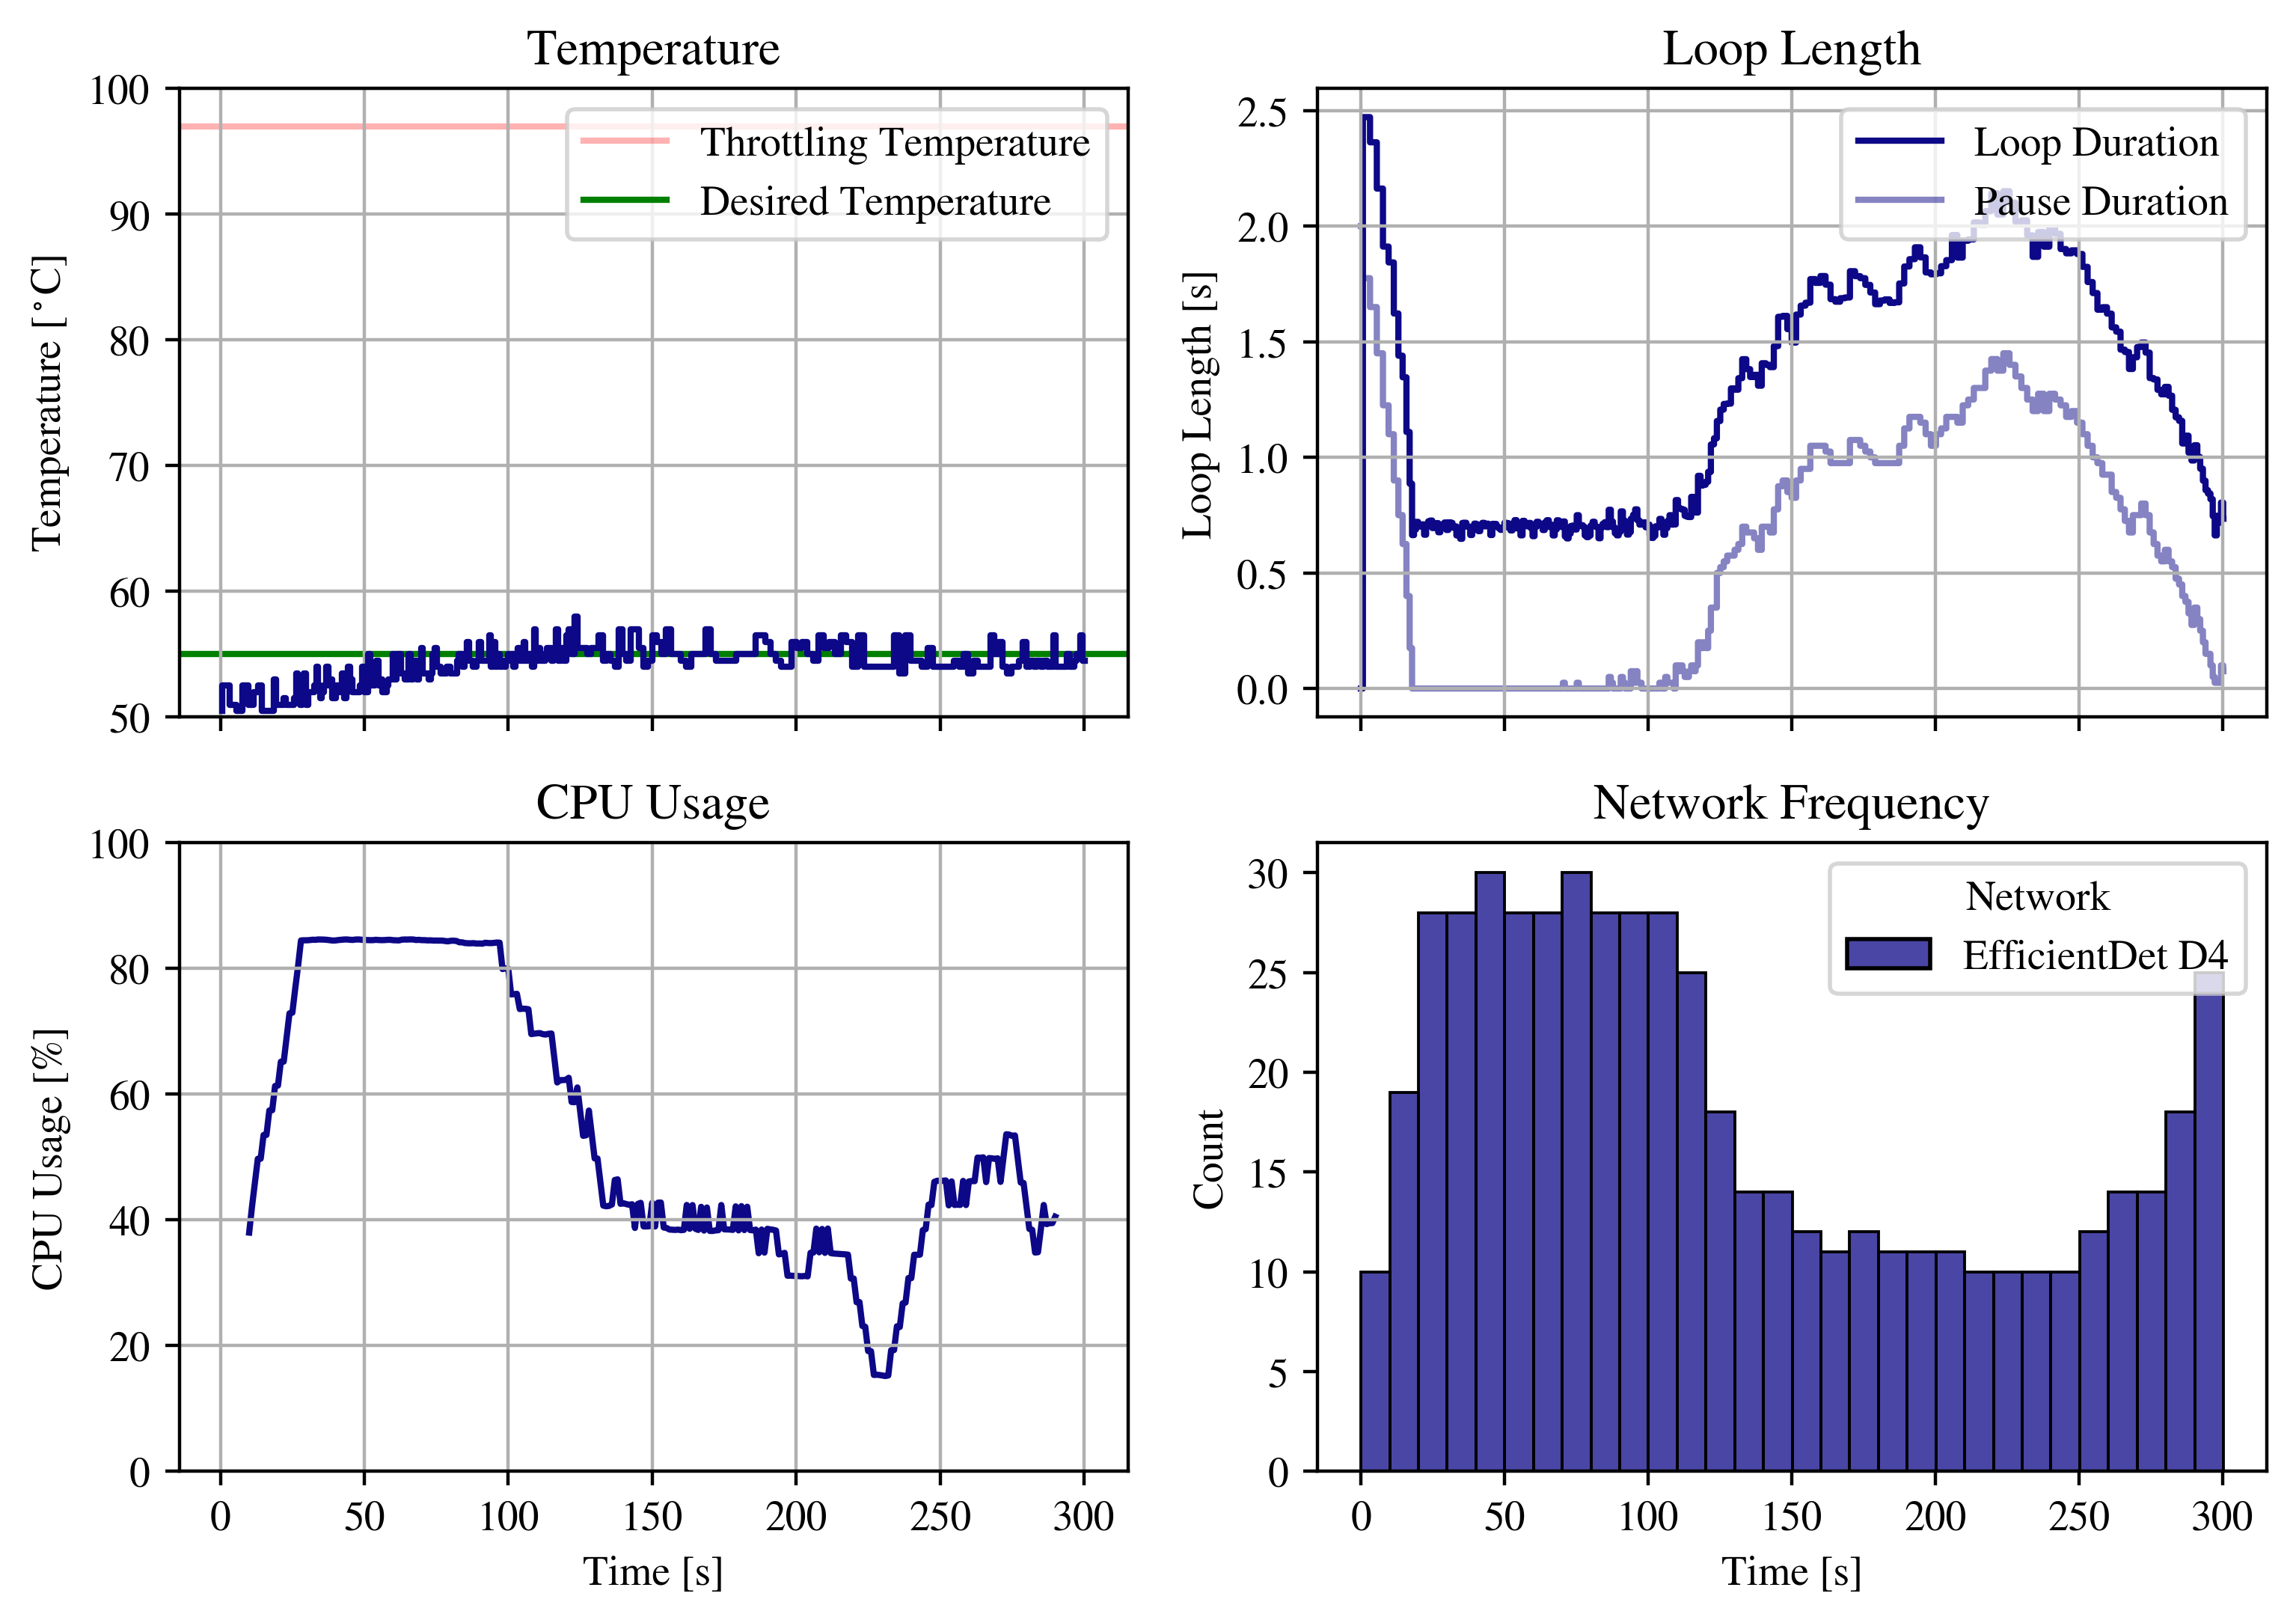 Temperature
Temperature [°C]
100
90
80
70
60
50
Throttling Temperature
Desired Temperature
Loop Length
Loop Length [s]
2.5
2.0
1.5
1.0
0.5
0.0
Loop Duration
Pause Duration
CPU Usage
CPU Usage [%]
100
80
60
40
20
0
0 50 100 150 200 250 300
Time [s]
Network Frequency
Count
30
25
20
15
10
5
0
Network
EfficientDet D4
0 50 100 150 200 250 300
Time [s]